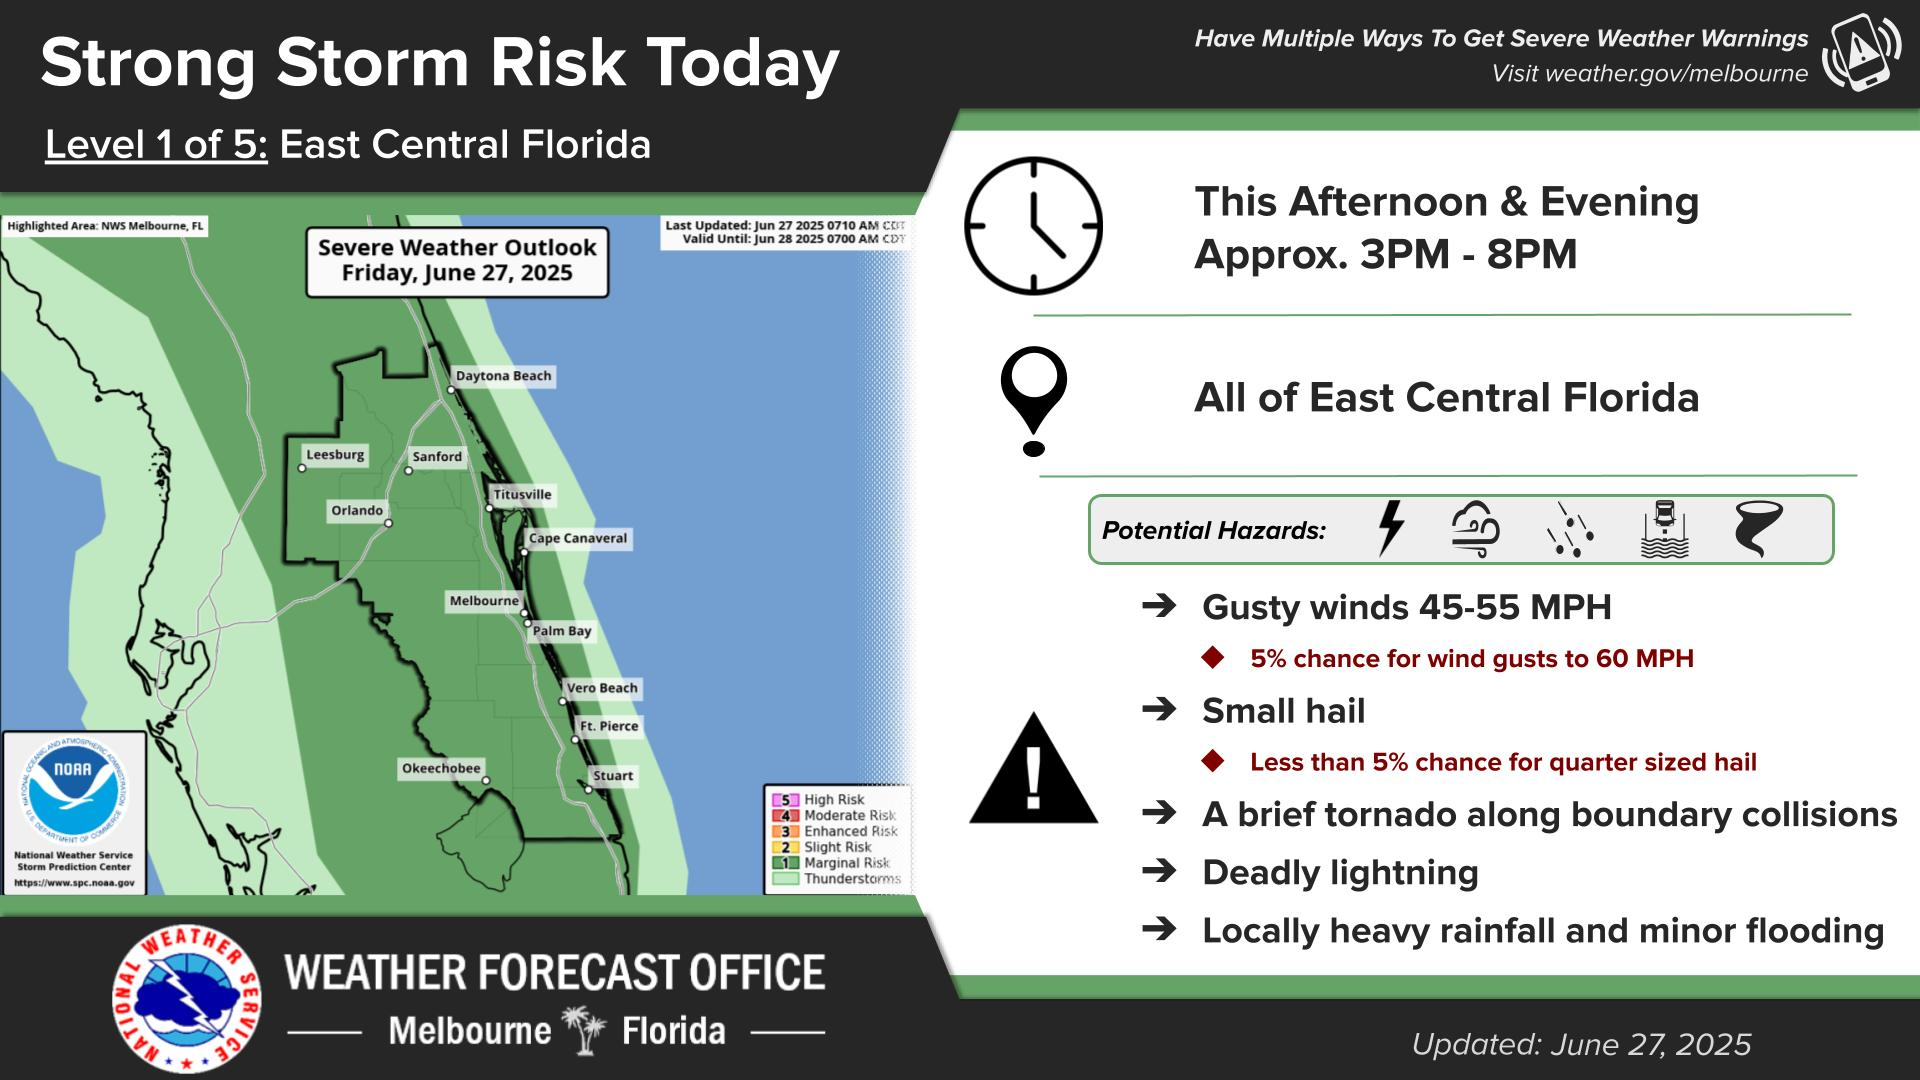 Strong Storm Risk Today
Level 1 of 5: East Central Florida
Have Multiple Ways To Get Severe Weather Warnings
Visit weather.gov/melbourne
Highlighted Area: NWS Melbourne, FL
Severe Weather Outlook
Friday, June 27, 2025
Last Updated: Jun 27 2025 0710 AM CDT
Valid Until: Jun 28 2025 0700 AM CDT
Daytona Beach
Leesburg
Sanford
Titusville
Orlando
Cape Canaveral
Melbourne
Palm Bay
Vero Beach
Ft. Pierce
Okeechobee
Stuart
NATIONAL OCEANIC AND ATMOSPHERIC ADMINISTRATION
NOAA
U.S. DEPARTMENT OF COMMERCE
National Weather Service
Storm Prediction Center
https://www.spc.noaa.gov
5 High Risk
4 Moderate Risk
3 Enhanced Risk
2 Slight Risk
1 Marginal Risk
Thunderstorms
This Afternoon & Evening
Approx. 3PM - 8PM
All of East Central Florida
Potential Hazards:
➔ Gusty winds 45-55 MPH
◆ 5% chance for wind gusts to 60 MPH
➔ Small hail
◆ Less than 5% chance for quarter sized hail
➔ A brief tornado along boundary collisions
➔ Deadly lightning
➔ Locally heavy rainfall and minor flooding
NATIONAL WEATHER SERVICE
WEATHER FORECAST OFFICE
Melbourne Florida
Updated: June 27, 2025